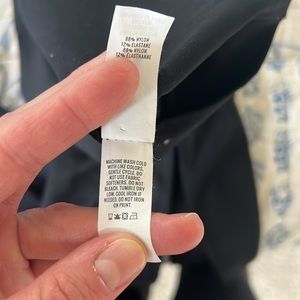 88% NYLON
12% ELASTANE
88% NYLON
12% ELASTHANNE
MACHINE WASH COLD
WITH LIKE COLORS,
GENTLE CYCLE. DO
NOT USE FABRIC
SOFTENERS. DO NOT
BLEACH. TUMBLE DRY
LOW. COOL IRON IF
NEEDED. DO NOT IRON
ON PRINT.